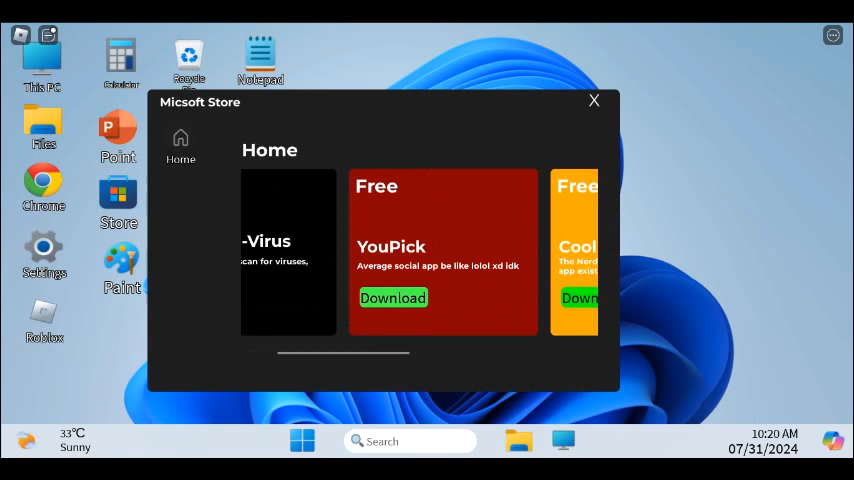 This PC
Calculator
Recycle
Bin
Notepad
Files
Point
Chrome
Store
Settings
Paint
Roblox
Micsoft Store
X
Home
Home
-Virus
scan for viruses,
Free
YouPick
Average social app be like lolol xd idk
Download
Free
Cool
The Nerd
app exist
Down
33°C
Sunny
Search
10:20 AM
07/31/2024